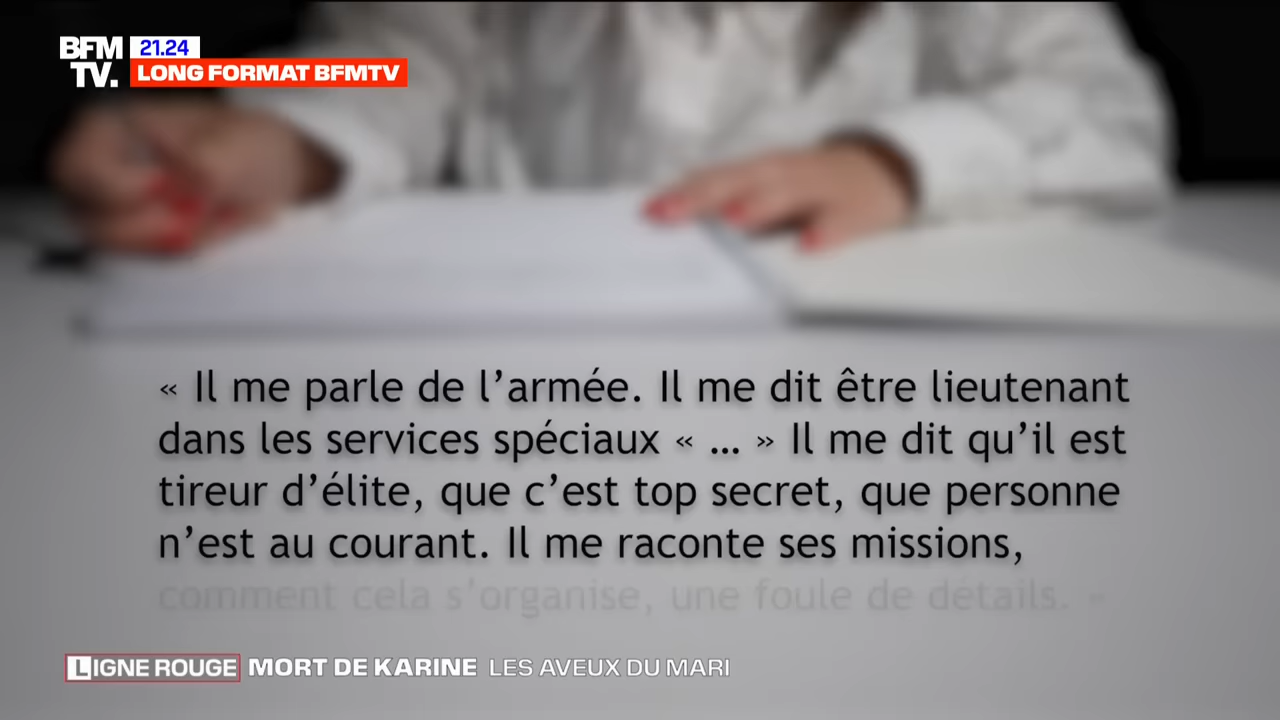 BFM 21.24
TV. LONG FORMAT BFMTV
« Il me parle de l’armée. Il me dit être lieutenant
dans les services spéciaux « ... » Il me dit qu’il est
tireur d’élite, que c’est top secret, que personne
n’est au courant. Il me raconte ses missions,
comment cela s’organise, une foule de détails. »
LIGNE ROUGE MORT DE KARINE LES AVEUX DU MARI